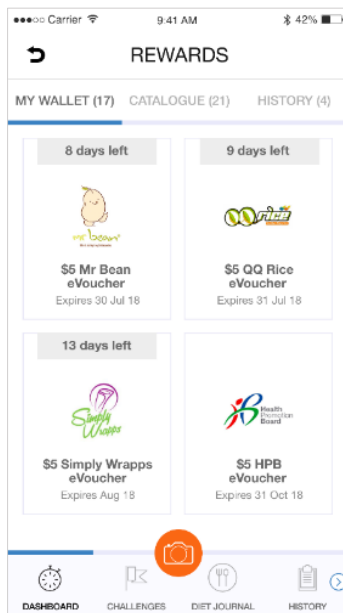 Carrier 9:41 AM 42%
REWARDS
MY WALLET (17) CATALOGUE (21) HISTORY (4)
8 days left
mr bean
$5 Mr Bean
eVoucher
Expires 30 Jul 18
9 days left
QQ rice
$5 QQ Rice
eVoucher
Expires 31 Jul 18
13 days left
Simply
Wrapps
$5 Simply Wrapps
eVoucher
Expires Aug 18
Health
Promotion
Board
$5 HPB
eVoucher
Expires 31 Oct 18
DASHBOARD CHALLENGES DIET JOURNAL HISTORY